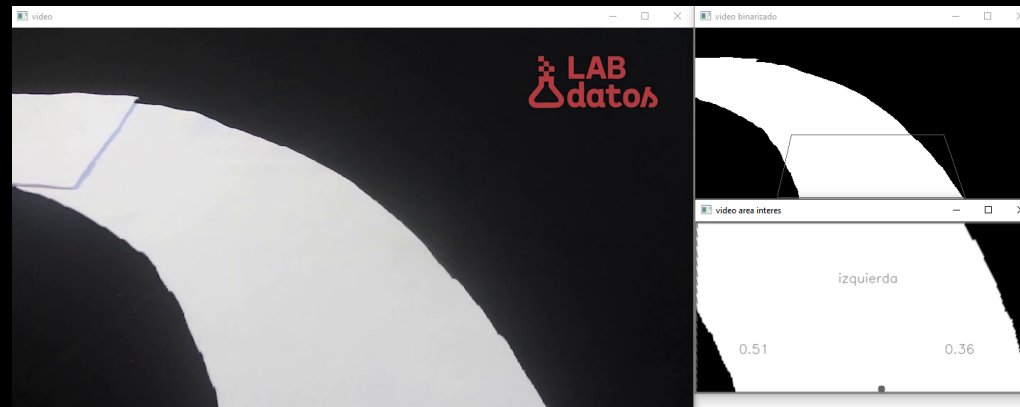 video
LAB
datos
video binarizado
video area interes
izquierda
0.51
0.36